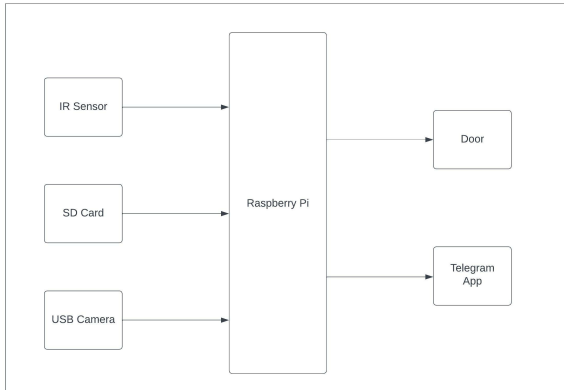 IR Sensor
SD Card
USB Camera
Raspberry Pi
Door
Telegram
App